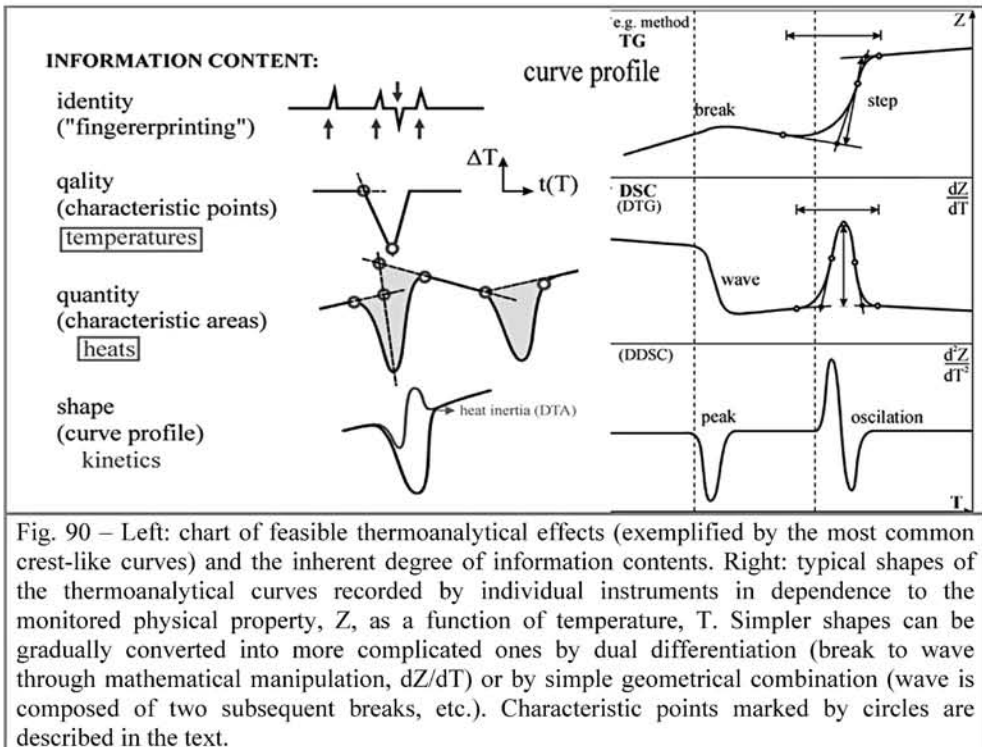 INFORMATION CONTENT:
identity
("fingererprinting")
qality
(characteristic points)
temperatures
quantity
(characteristic areas)
heats
shape
(curve profile)
kinetics
ΔT
t(T)
heat inertia (DTA)
e.g. method
TG
curve profile
Z
break
step
DSC
(DTG)
dZ
dT
wave
(DDSC)
d²Z
dT²
peak
oscilation
T
Fig. 90 – Left: chart of feasible thermoanalytical effects (exemplified by the most common
crest-like curves) and the inherent degree of information contents. Right: typical shapes of
the thermoanalytical curves recorded by individual instruments in dependence to the
monitored physical property, Z, as a function of temperature, T. Simpler shapes can be
gradually converted into more complicated ones by dual differentiation (break to wave
through mathematical manipulation, dZ/dT) or by simple geometrical combination (wave is
composed of two subsequent breaks, etc.). Characteristic points marked by circles are
described in the text.